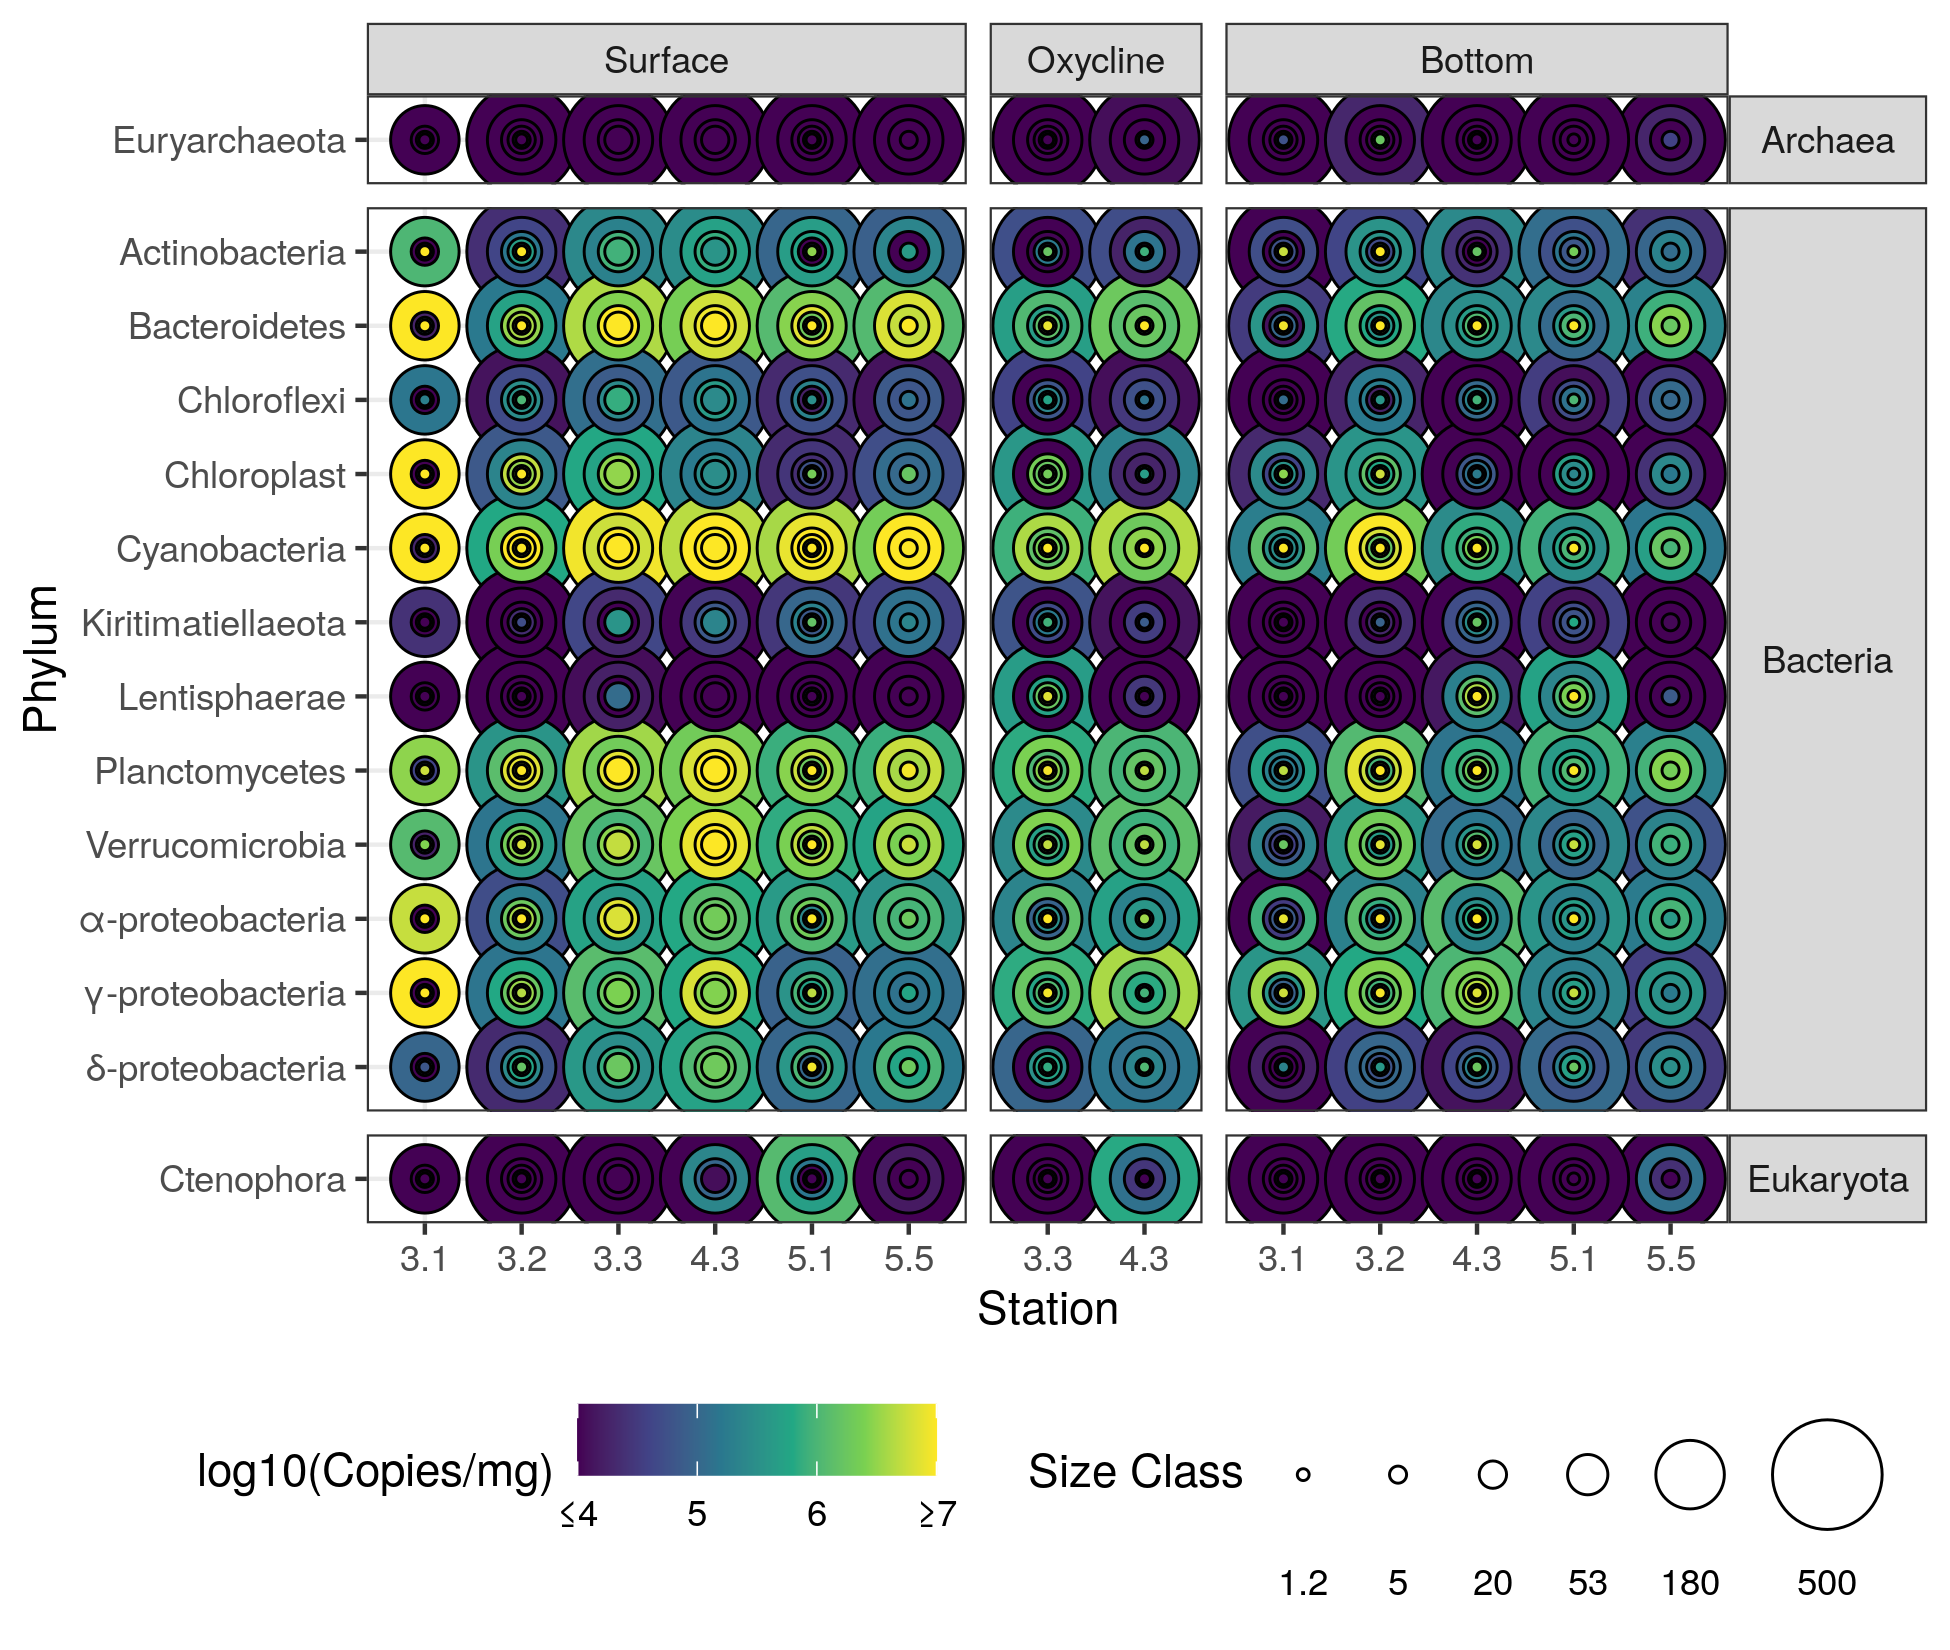 Surface Oxycline Bottom
Euryarchaeota
Archaea
Actinobacteria
Bacteroidetes
Chloroflexi
Chloroplast
Cyanobacteria
Kiritimatiellaeota
Lentisphaerae
Planctomycetes
Verrucomicrobia
α-proteobacteria
γ-proteobacteria
δ-proteobacteria
Bacteria
Ctenophora
Eukaryota
Phylum
3.1 3.2 3.3 4.3 5.1 5.5 3.3 4.3 3.1 3.2 4.3 5.1 5.5
Station
log10(Copies/mg)
≤4 5 6 ≥7
Size Class
1.2 5 20 53 180 500